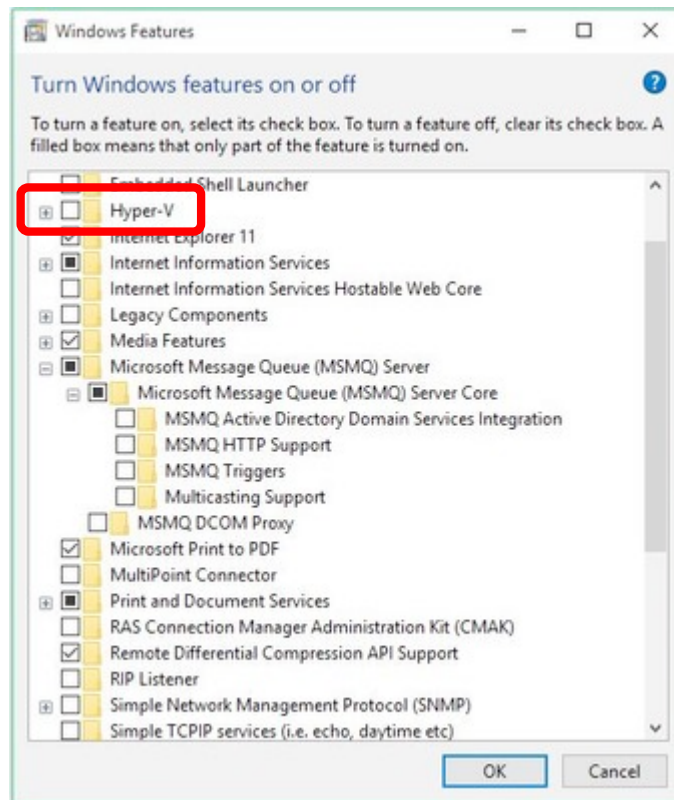 Windows Features
Turn Windows features on or off
To turn a feature on, select its check box. To turn a feature off, clear its check box. A
filled box means that only part of the feature is turned on.
Embedded Shell Launcher
Hyper-V
Internet Explorer 11
Internet Information Services
Internet Information Services Hostable Web Core
Legacy Components
Media Features
Microsoft Message Queue (MSMQ) Server
Microsoft Message Queue (MSMQ) Server Core
MSMQ Active Directory Domain Services Integration
MSMQ HTTP Support
MSMQ Triggers
Multicasting Support
MSMQ DCOM Proxy
Microsoft Print to PDF
MultiPoint Connector
Print and Document Services
RAS Connection Manager Administration Kit (CMAK)
Remote Differential Compression API Support
RIP Listener
Simple Network Management Protocol (SNMP)
Simple TCPIP services (i.e. echo, daytime etc)
OK Cancel